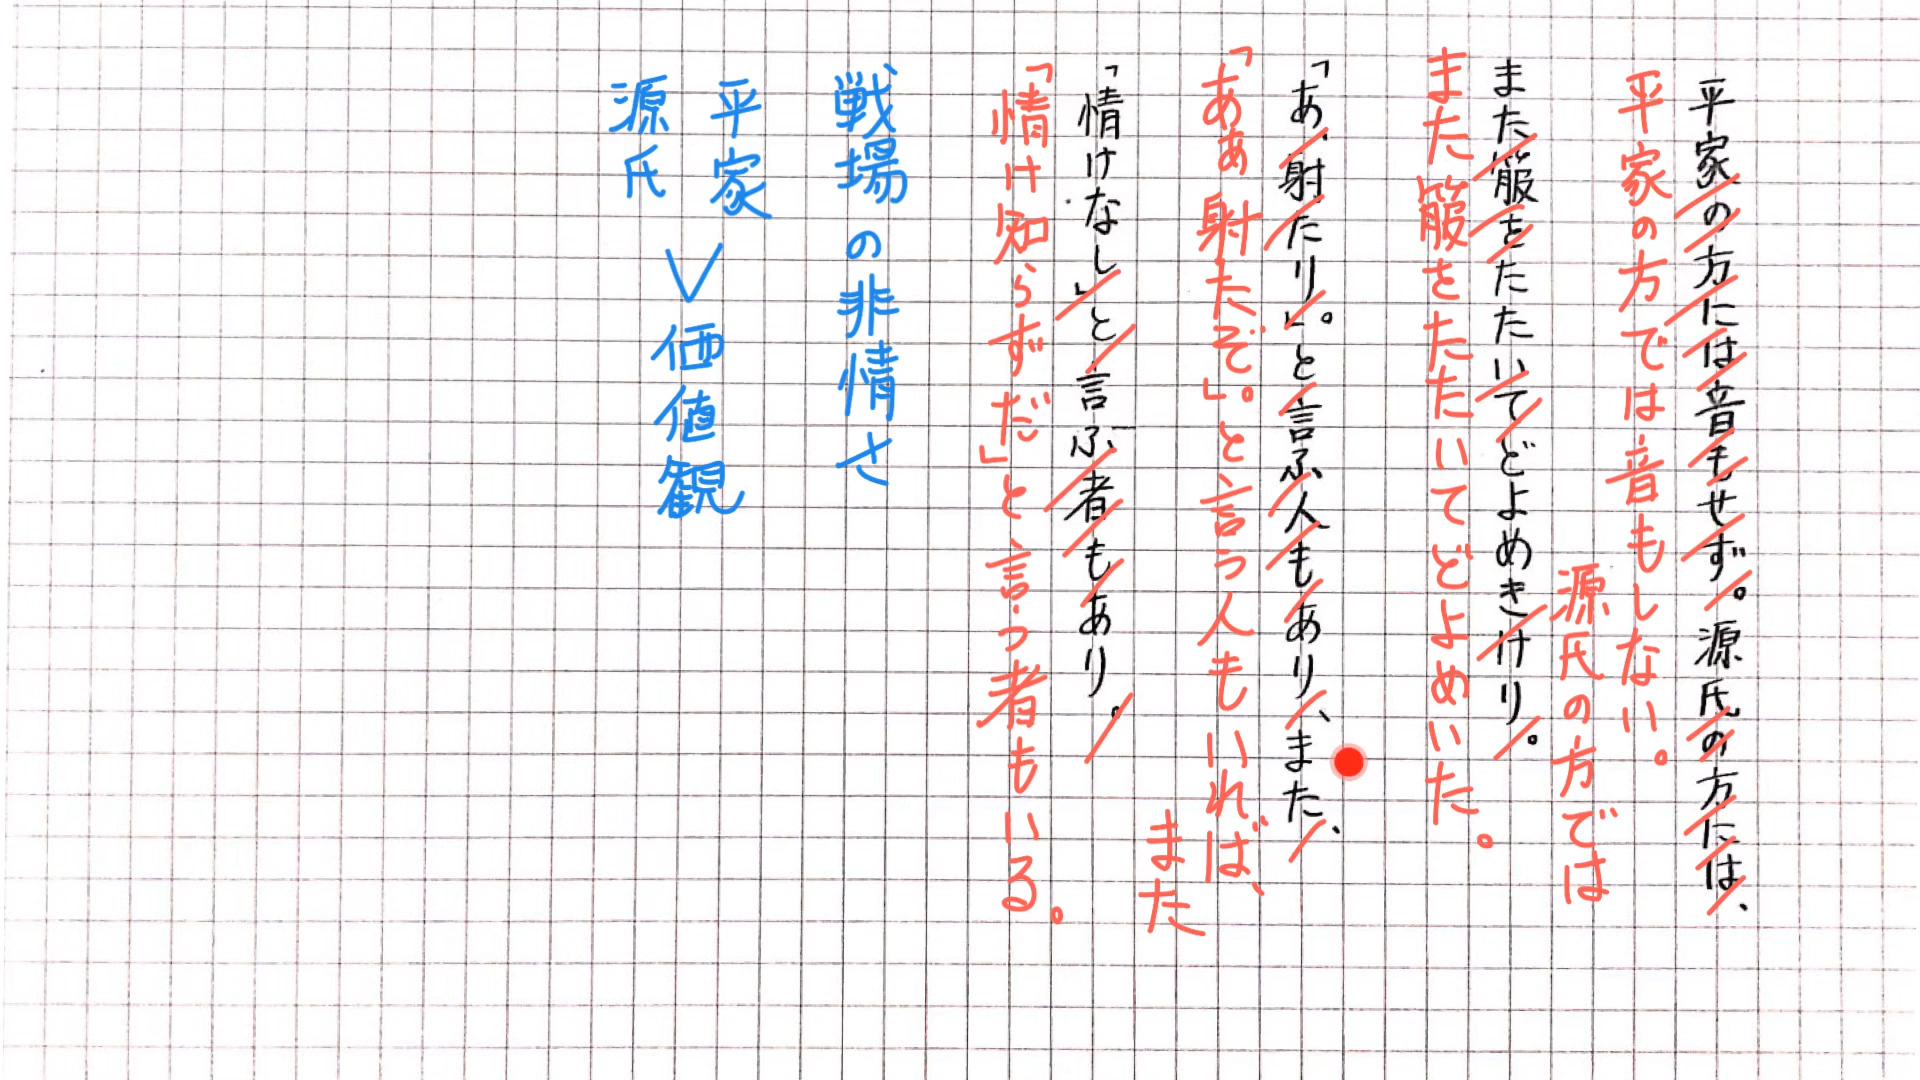 平家の方には音もせず。源氏の方には、
平家の方では音もしない。
源氏の方では
また箙をたたいてどよめきけり。
また箙をたたいてどよめいた。
「あ、射たり」。と言ふ人もあり、また、
「ああ射たぞ」。と言う人もいれば、
また
「情けなし」と言ふ者もあり。
「情け知らずだ」と言う者もいる。
戦場の非情さ
平家
源氏
＞価値観